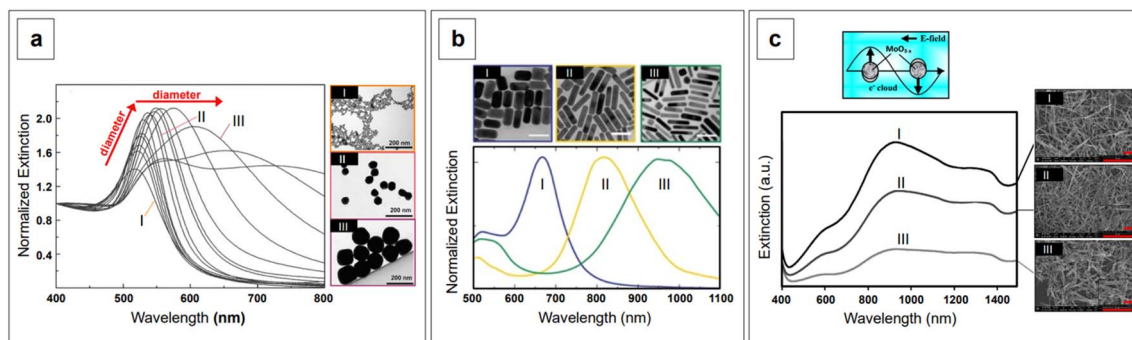 a
diameter
diameter
II
III
I
2.0
1.6
1.2
0.8
0.4
Normalized Extinction
400
500
600
700
800
Wavelength (nm)
I
200 nm
II
200 nm
III
200 nm
b
I
II
III
I
II
III
Normalized Extinction
500
600
700
800
900
1000
1100
Wavelength (nm)
c
E-field
MoO3-x
e- cloud
I
II
III
Extinction (a.u.)
400
600
800
1000
1200
1400
Wavelength (nm)
I
II
III